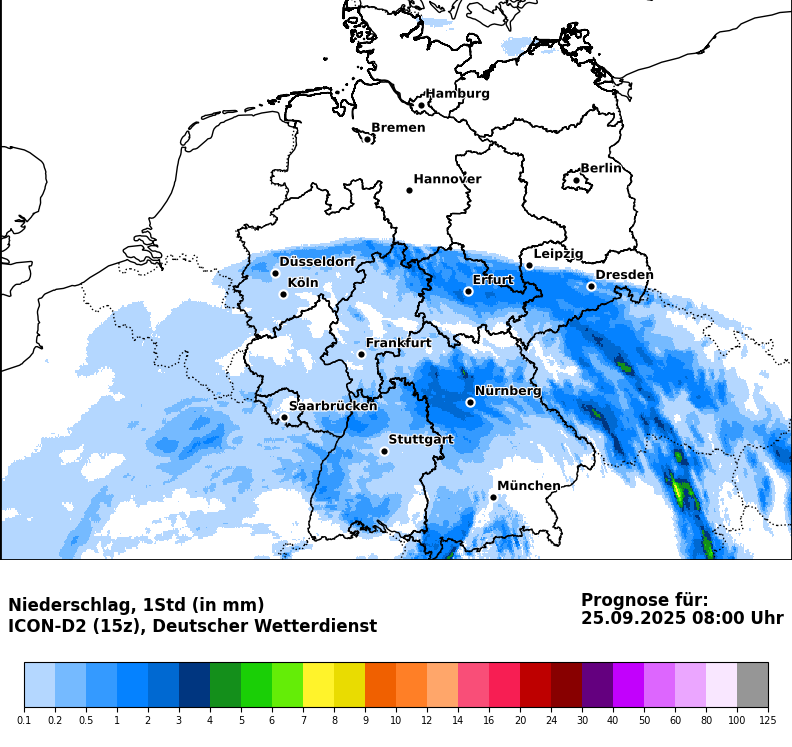 Hamburg
Bremen
Berlin
Hannover
Leipzig
Düsseldorf
Dresden
Köln
Erfurt
Frankfurt
Nürnberg
Saarbrücken
Stuttgart
München
Niederschlag, 1Std (in mm)
ICON-D2 (15z), Deutscher Wetterdienst
Prognose für:
25.09.2025 08:00 Uhr
0.1 0.2 0.5 1 2 3 4 5 6 7 8 9 10 12 14 16 20 24 30 40 50 60 80 100 125